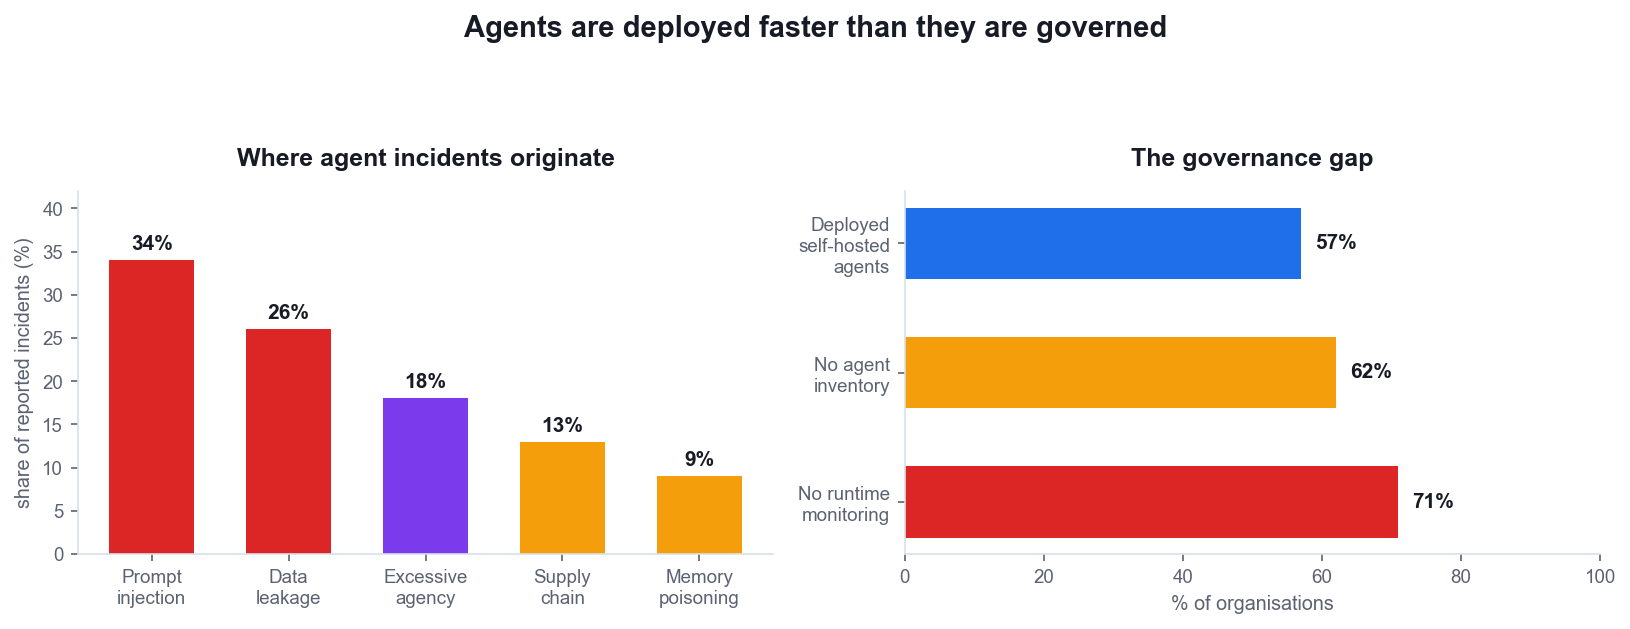 Agents are deployed faster than they are governed
Where agent incidents originate
share of reported incidents (%)
40
35
30
25
20
15
10
5
0
34%
26%
18%
13%
9%
Prompt
injection
Data
leakage
Excessive
agency
Supply
chain
Memory
poisoning
The governance gap
Deployed
self-hosted
agents
57%
No agent
inventory
62%
No runtime
monitoring
71%
0
20
40
60
80
100
% of organisations